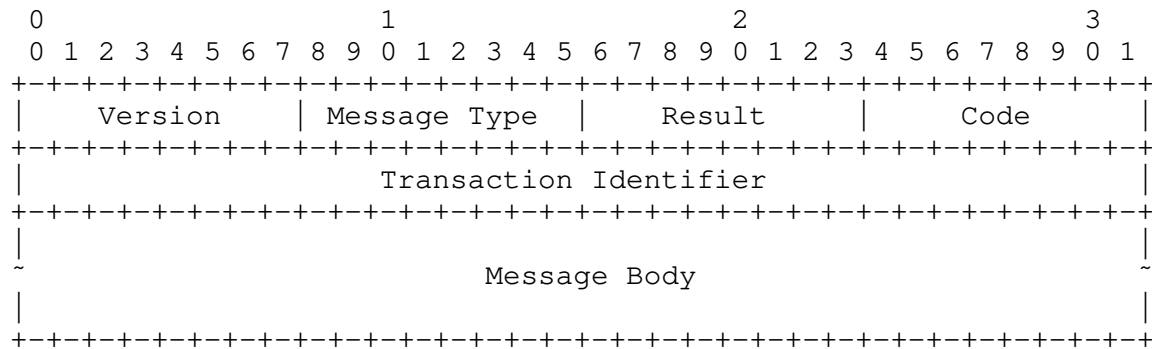 0                   1                   2                   3
 0 1 2 3 4 5 6 7 8 9 0 1 2 3 4 5 6 7 8 9 0 1 2 3 4 5 6 7 8 9 0 1
+-+-+-+-+-+-+-+-+-+-+-+-+-+-+-+-+-+-+-+-+-+-+-+-+-+-+-+-+-+-+-+-+
|    Version    | Message Type  |    Result     |     Code      |
+-+-+-+-+-+-+-+-+-+-+-+-+-+-+-+-+-+-+-+-+-+-+-+-+-+-+-+-+-+-+-+-+
|                    Transaction Identifier                     |
+-+-+-+-+-+-+-+-+-+-+-+-+-+-+-+-+-+-+-+-+-+-+-+-+-+-+-+-+-+-+-+-+
|                                                               |
~                          Message Body                         ~
|                                                               |
+-+-+-+-+-+-+-+-+-+-+-+-+-+-+-+-+-+-+-+-+-+-+-+-+-+-+-+-+-+-+-+-+